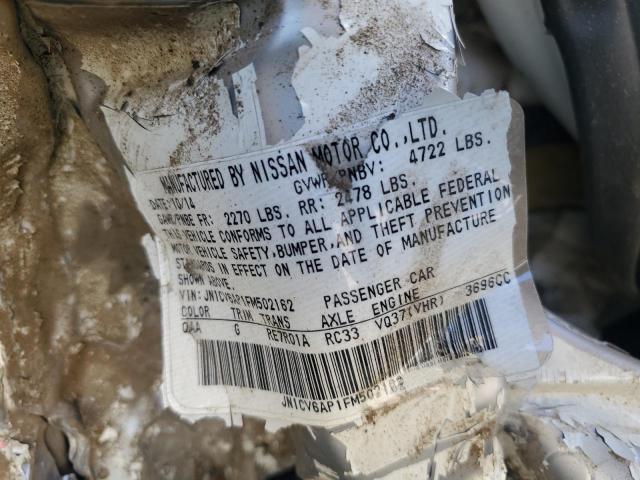 MANUFACTURED BY NISSAN MOTOR CO.,LTD.
DATE: 10/14 GVWR/PNBV: 4722 LBS.
GAWR/PNBE FR: 2270 LBS. RR: 2478 LBS.
VEHICLE CONFORMS TO ALL APPLICABLE FEDERAL
MOTOR VEHICLE SAFETY, BUMPER, AND THEFT PREVENTION
STANDARDS IN EFFECT ON THE DATE OF MANUFACTURE
SHOWN ABOVE.
VIN: JN1CV6AP1FM502162 PASSENGER CAR
COLOR TRIM TRANS AXLE ENGINE 3696CC
QAA G RE7R01A RC33 VQ37(VHR)
JN1CV6AP1FM502162